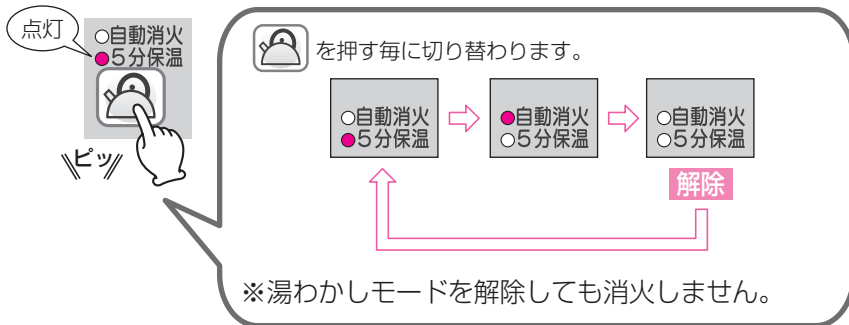 点灯
○自動消火
●5分保温
ピッ
を押す毎に切り替わります。
○自動消火
●5分保温
●自動消火
○5分保温
○自動消火
○5分保温
解除
※湯わかしモードを解除しても消火しません。